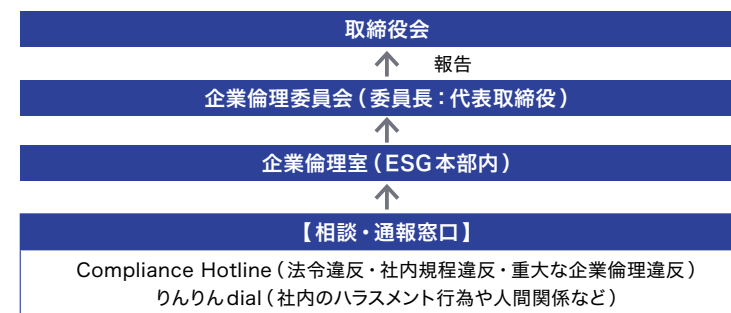 取締役会
報告
企業倫理委員会（委員長：代表取締役）
企業倫理室（ESG本部内）
【相談・通報窓口】
Compliance Hotline（法令違反・社内規程違反・重大な企業倫理違反）
りんりんdial（社内のハラスメント行為や人間関係など）